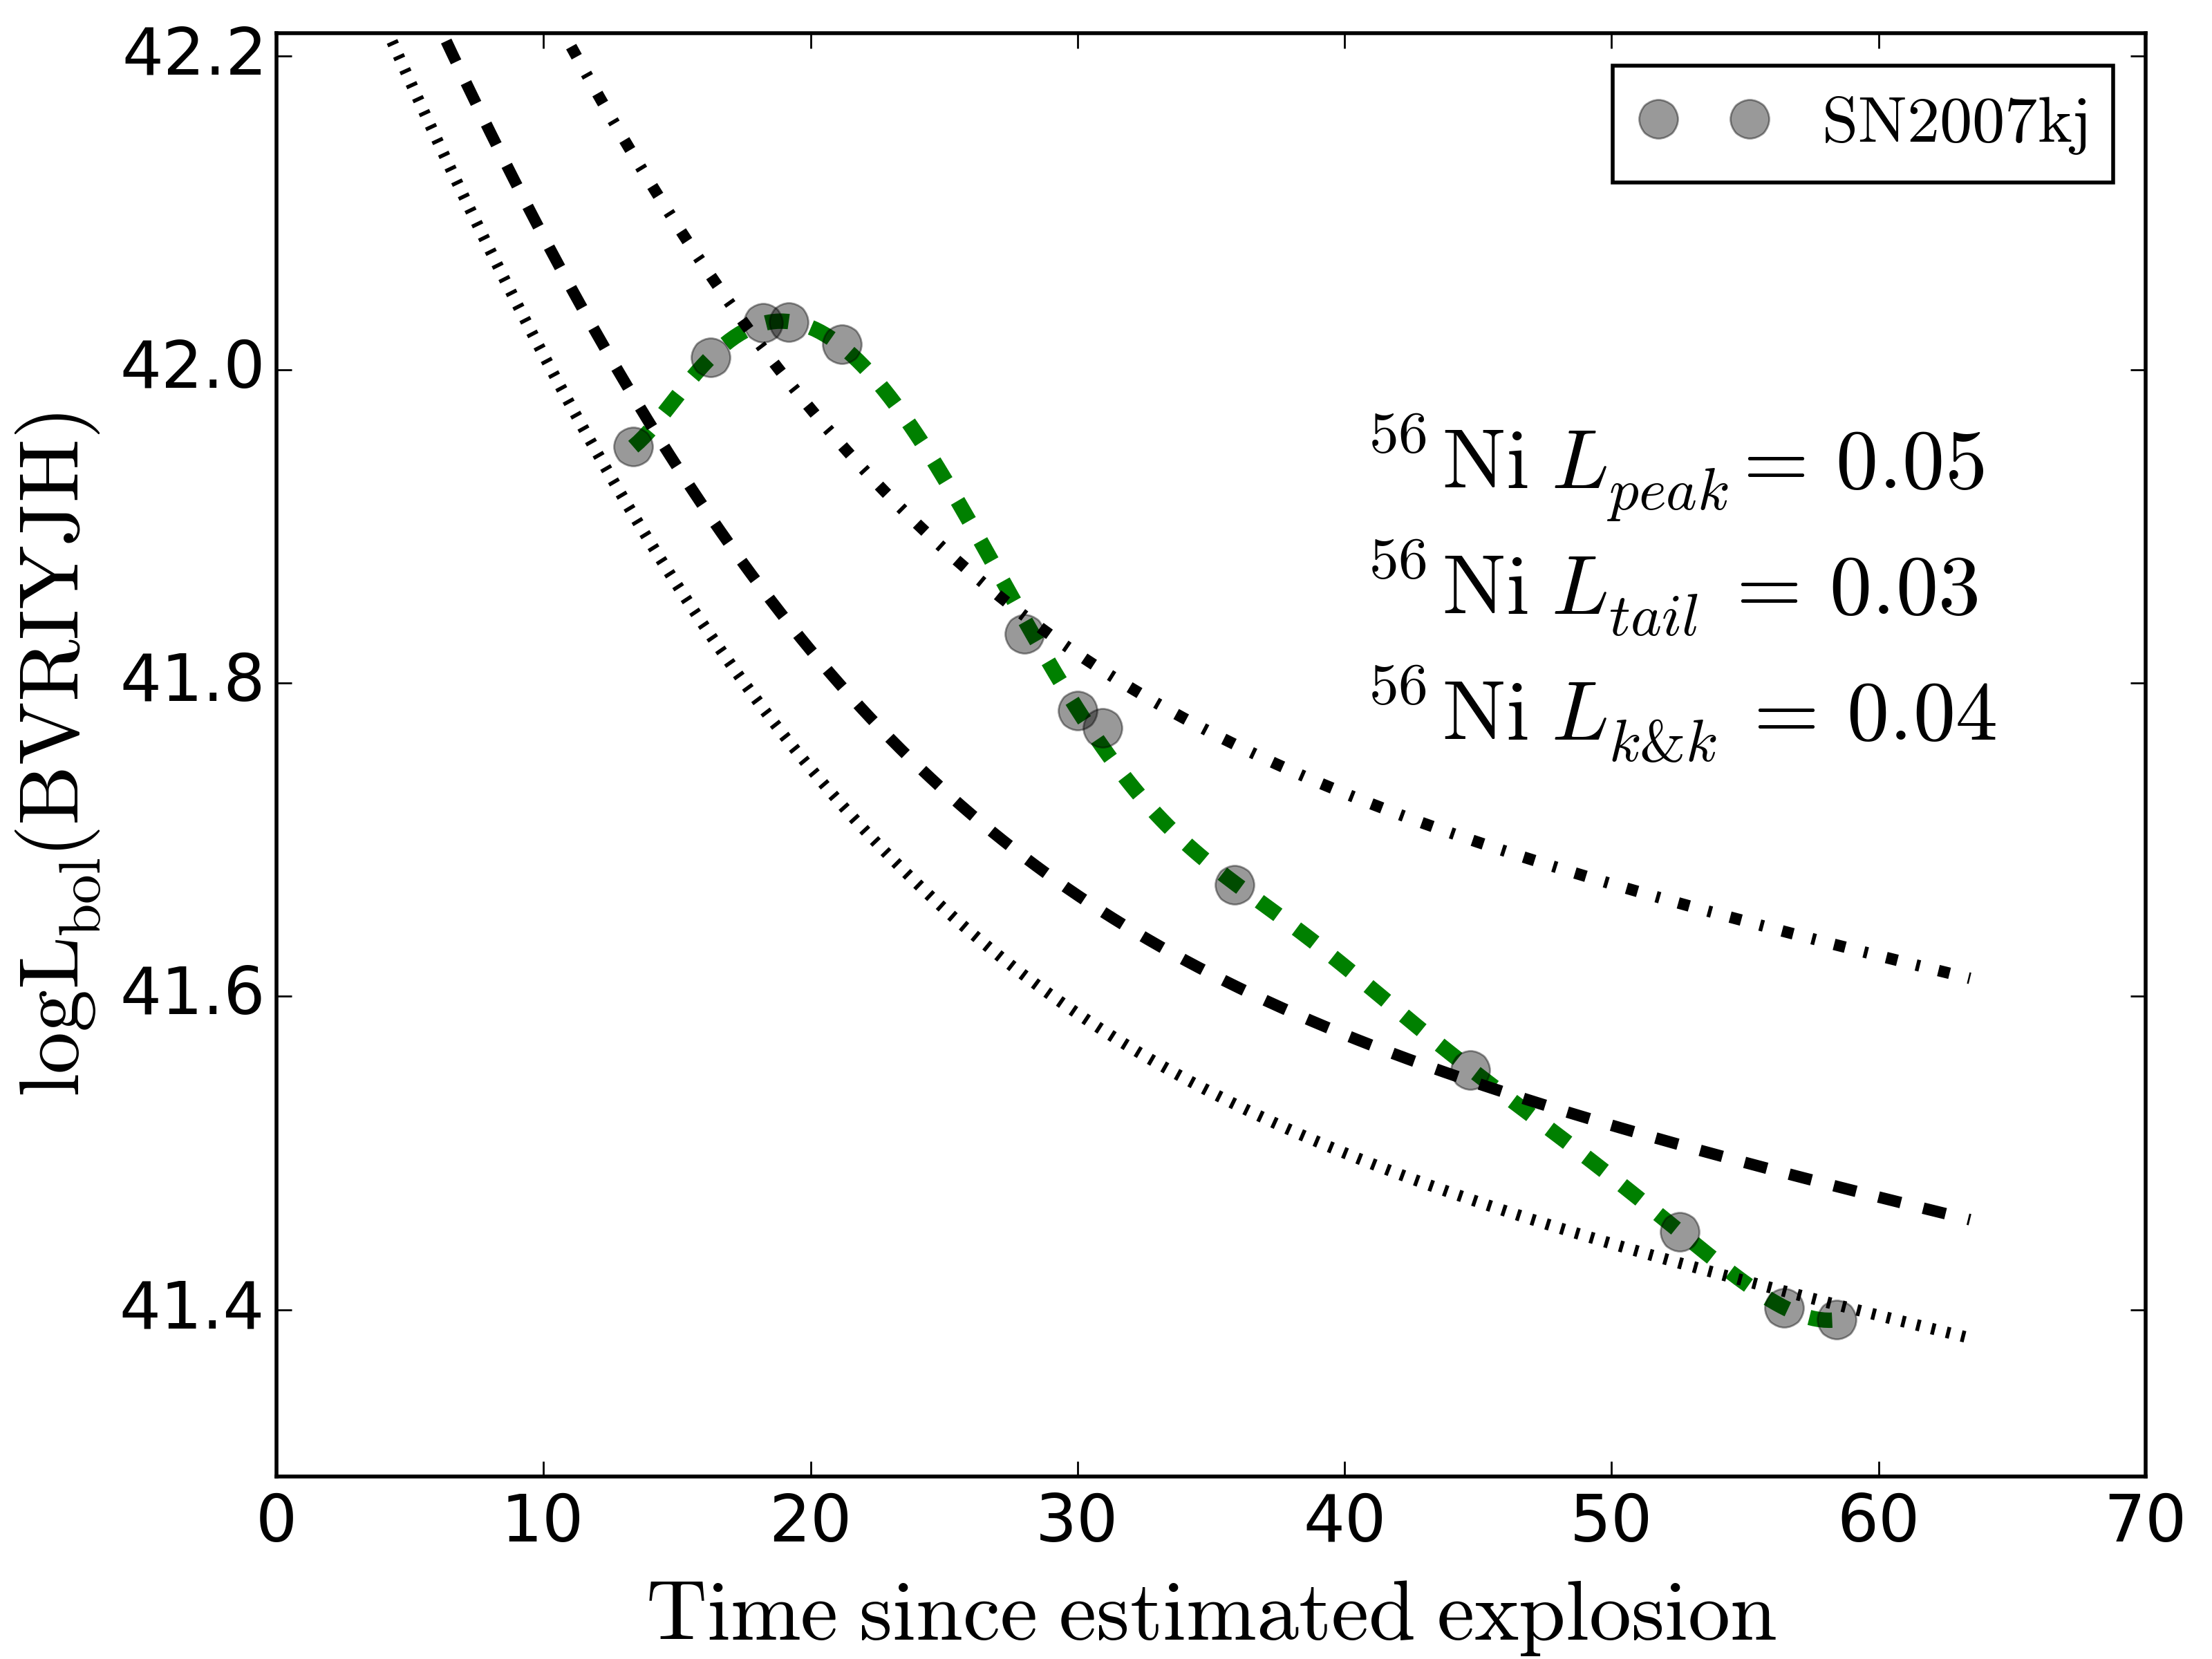 SN2007kj
⁵⁶Ni L_peak = 0.05
⁵⁶Ni L_tail = 0.03
⁵⁶Ni L_k&k = 0.04
logL_bol(BVRIYJH)
42.2
42.0
41.8
41.6
41.4
0 10 20 30 40 50 60 70
Time since estimated explosion